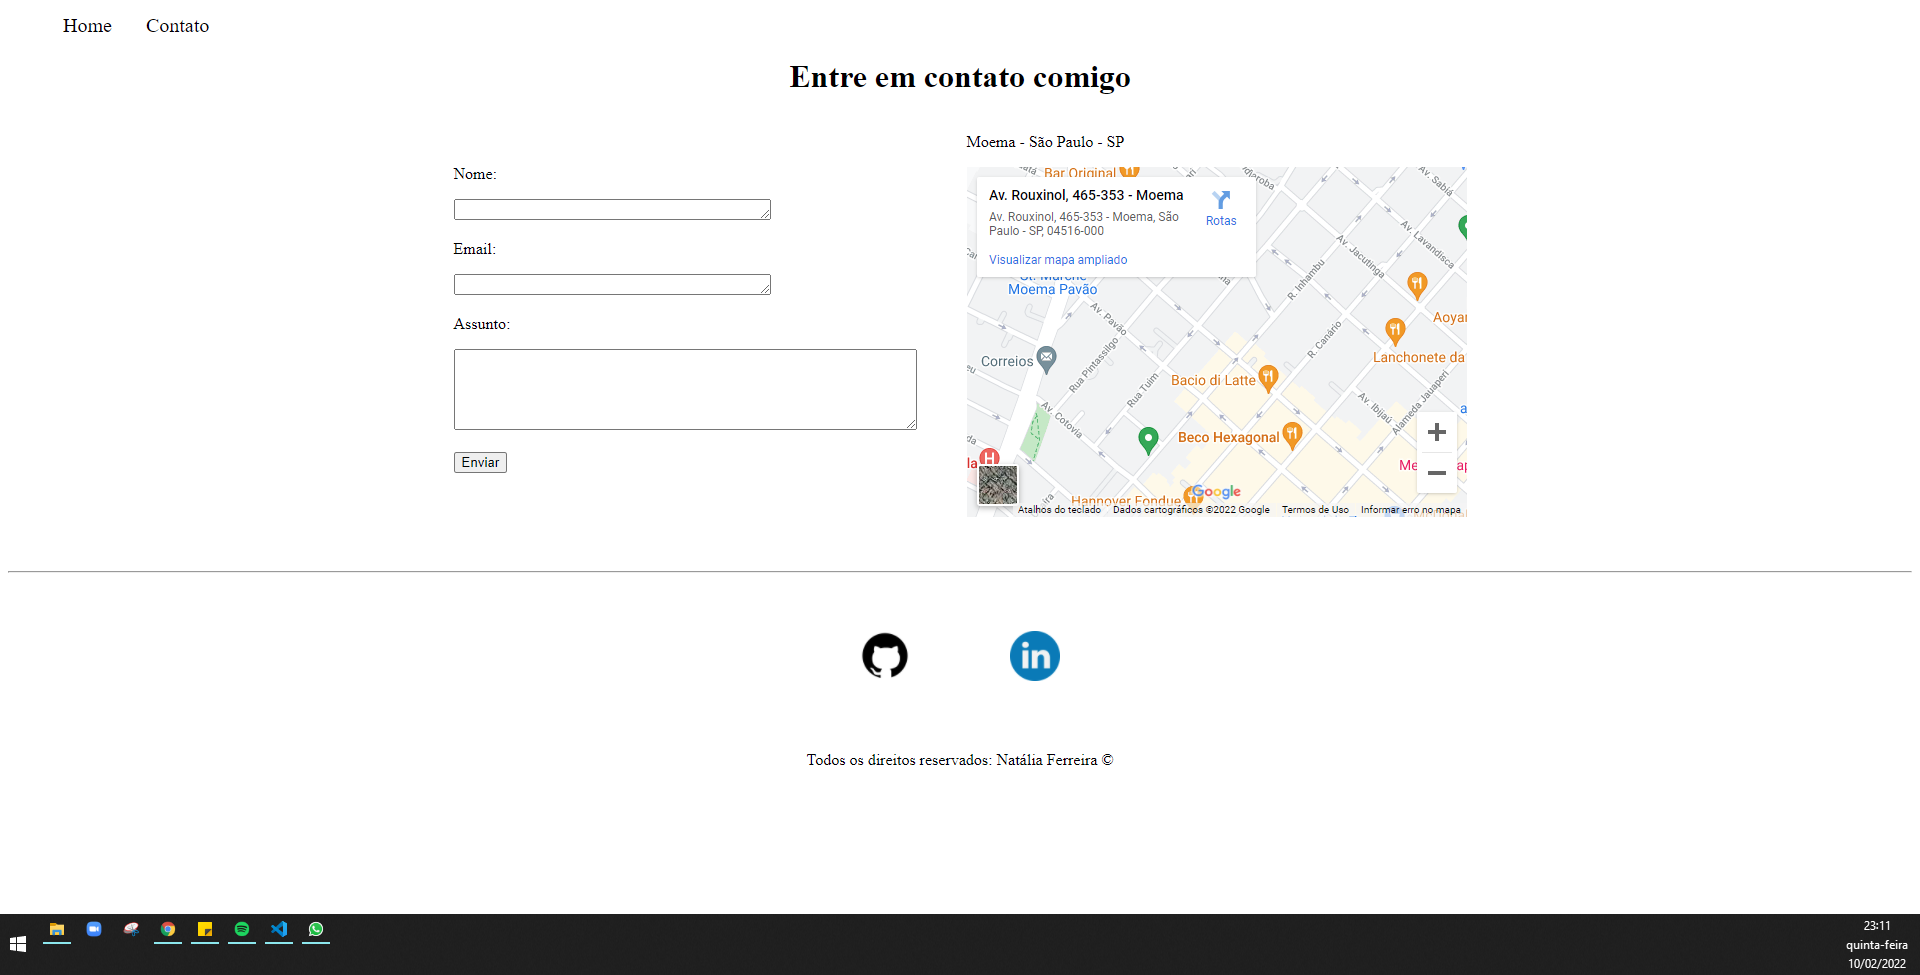 Home Contato
Entre em contato comigo
Nome:
Email:
Assunto:
Enviar
Moema - São Paulo - SP
Bar Original
Av. Rouxinol, 465-353 - Moema
Av. Rouxinol, 465-353 - Moema, São
Paulo - SP, 04516-000
Rotas
Visualizar mapa ampliado
St. Marche
Moema Pavão
Av. Sabiá
Av. Lavandisca
Av. Jacutinga
R. Inhambu
Av. Pavão
Aoyar
R. Canário
Lanchonete da
Correios
Rua Pintassilgo
Bacio di Latte
Rua Tuim
Av. Ibijaú
Alameda Jauaperi
Av. Cotovia
Beco Hexagonal
Hannover Fondue
Google
Atalhos do teclado Dados cartográficos ©2022 Google Termos de Uso Informar erro no mapa
in
Todos os direitos reservados: Natália Ferreira ©
23:11
quinta-feira
10/02/2022